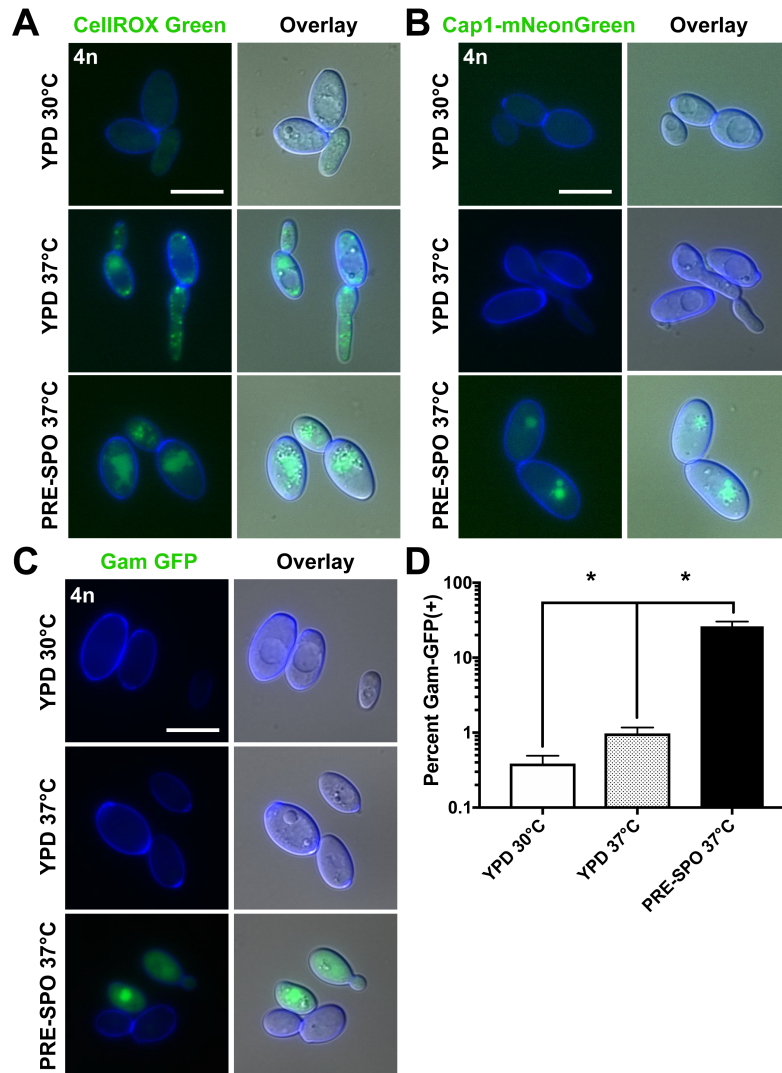 A
CellROX Green
Overlay
4n
YPD 30°C
YPD 37°C
PRE-SPO 37°C
B
Cap1-mNeonGreen
Overlay
4n
YPD 30°C
YPD 37°C
PRE-SPO 37°C
C
Gam GFP
Overlay
4n
YPD 30°C
YPD 37°C
PRE-SPO 37°C
D
Percent Gam-GFP(+)
100
10
1
0.1
* *
YPD 30°C
YPD 37°C
PRE-SPO 37°C